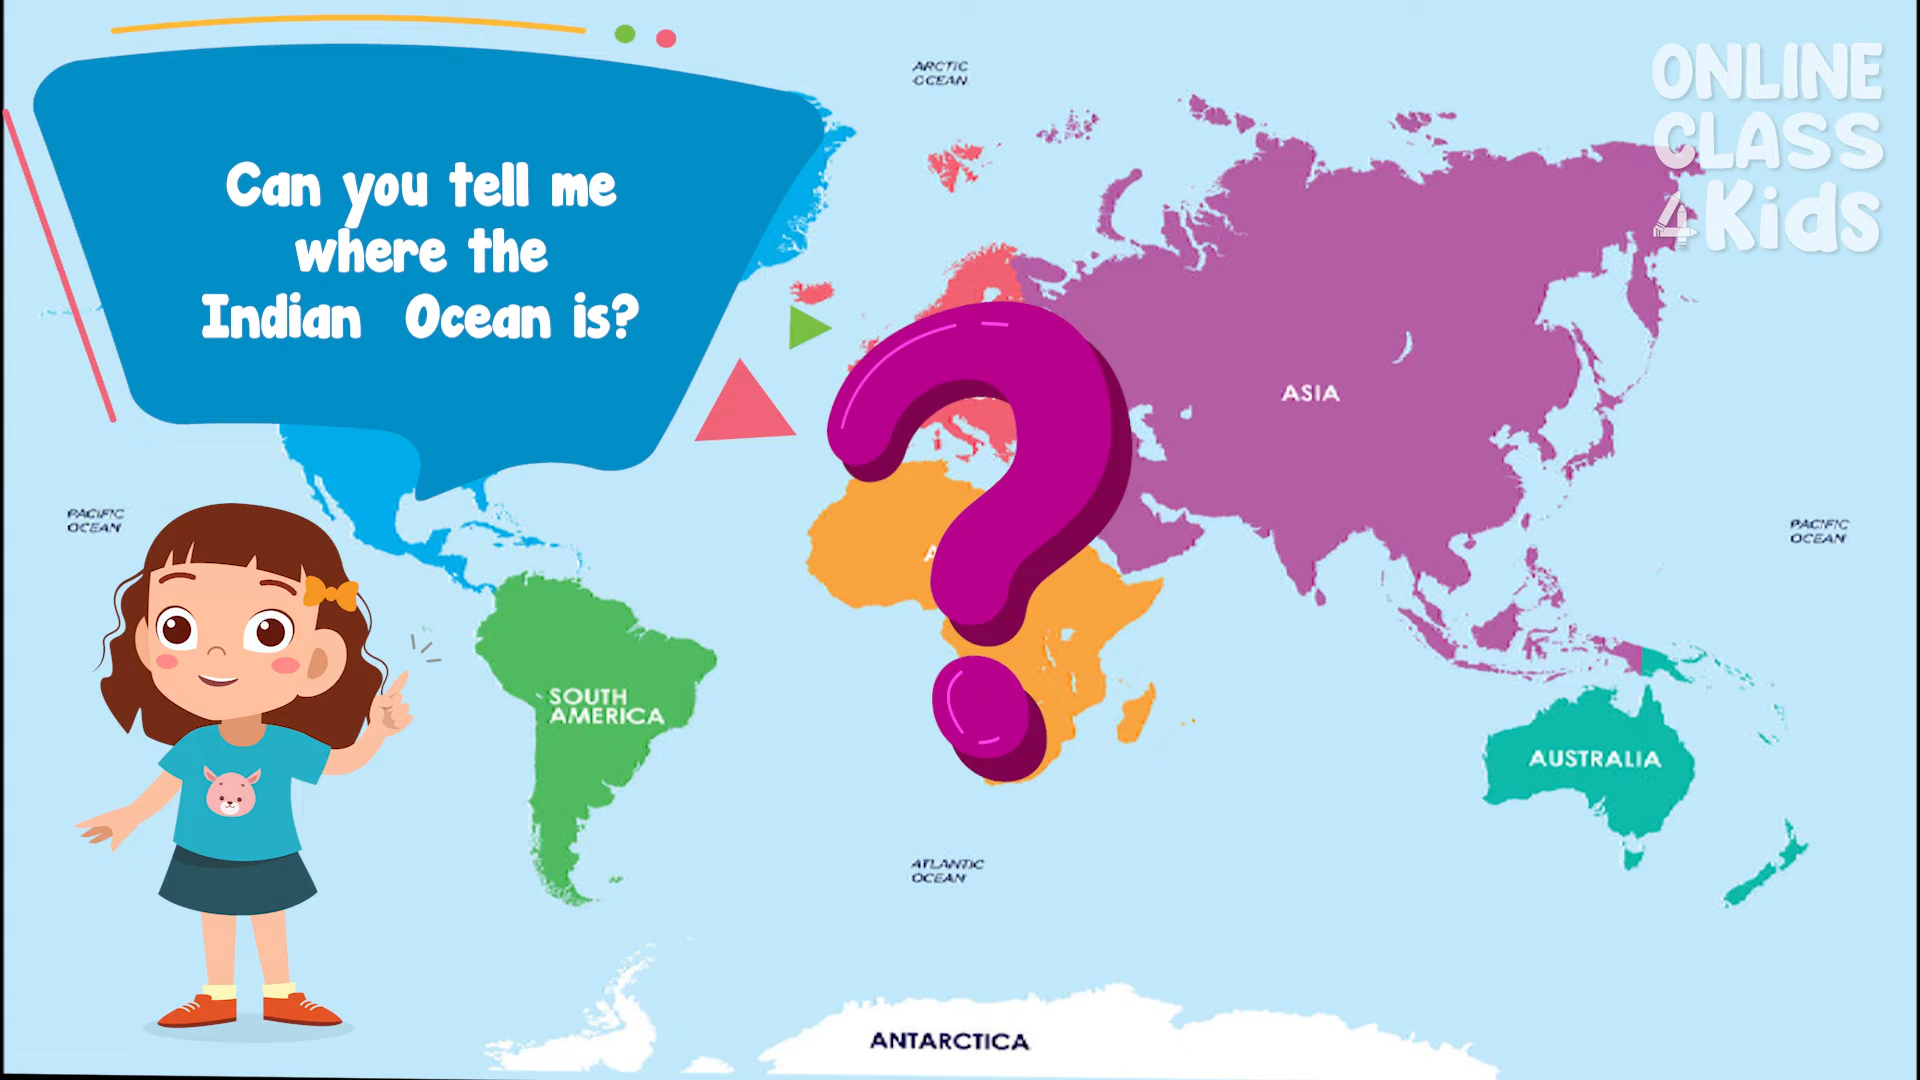 Can you tell me
where the
Indian Ocean is?
ARCTIC
OCEAN
ONLINE
CLASS
4Kids
ASIA
PACIFIC
OCEAN
PACIFIC
OCEAN
SOUTH
AMERICA
AUSTRALIA
ATLANTIC
OCEAN
ANTARCTICA